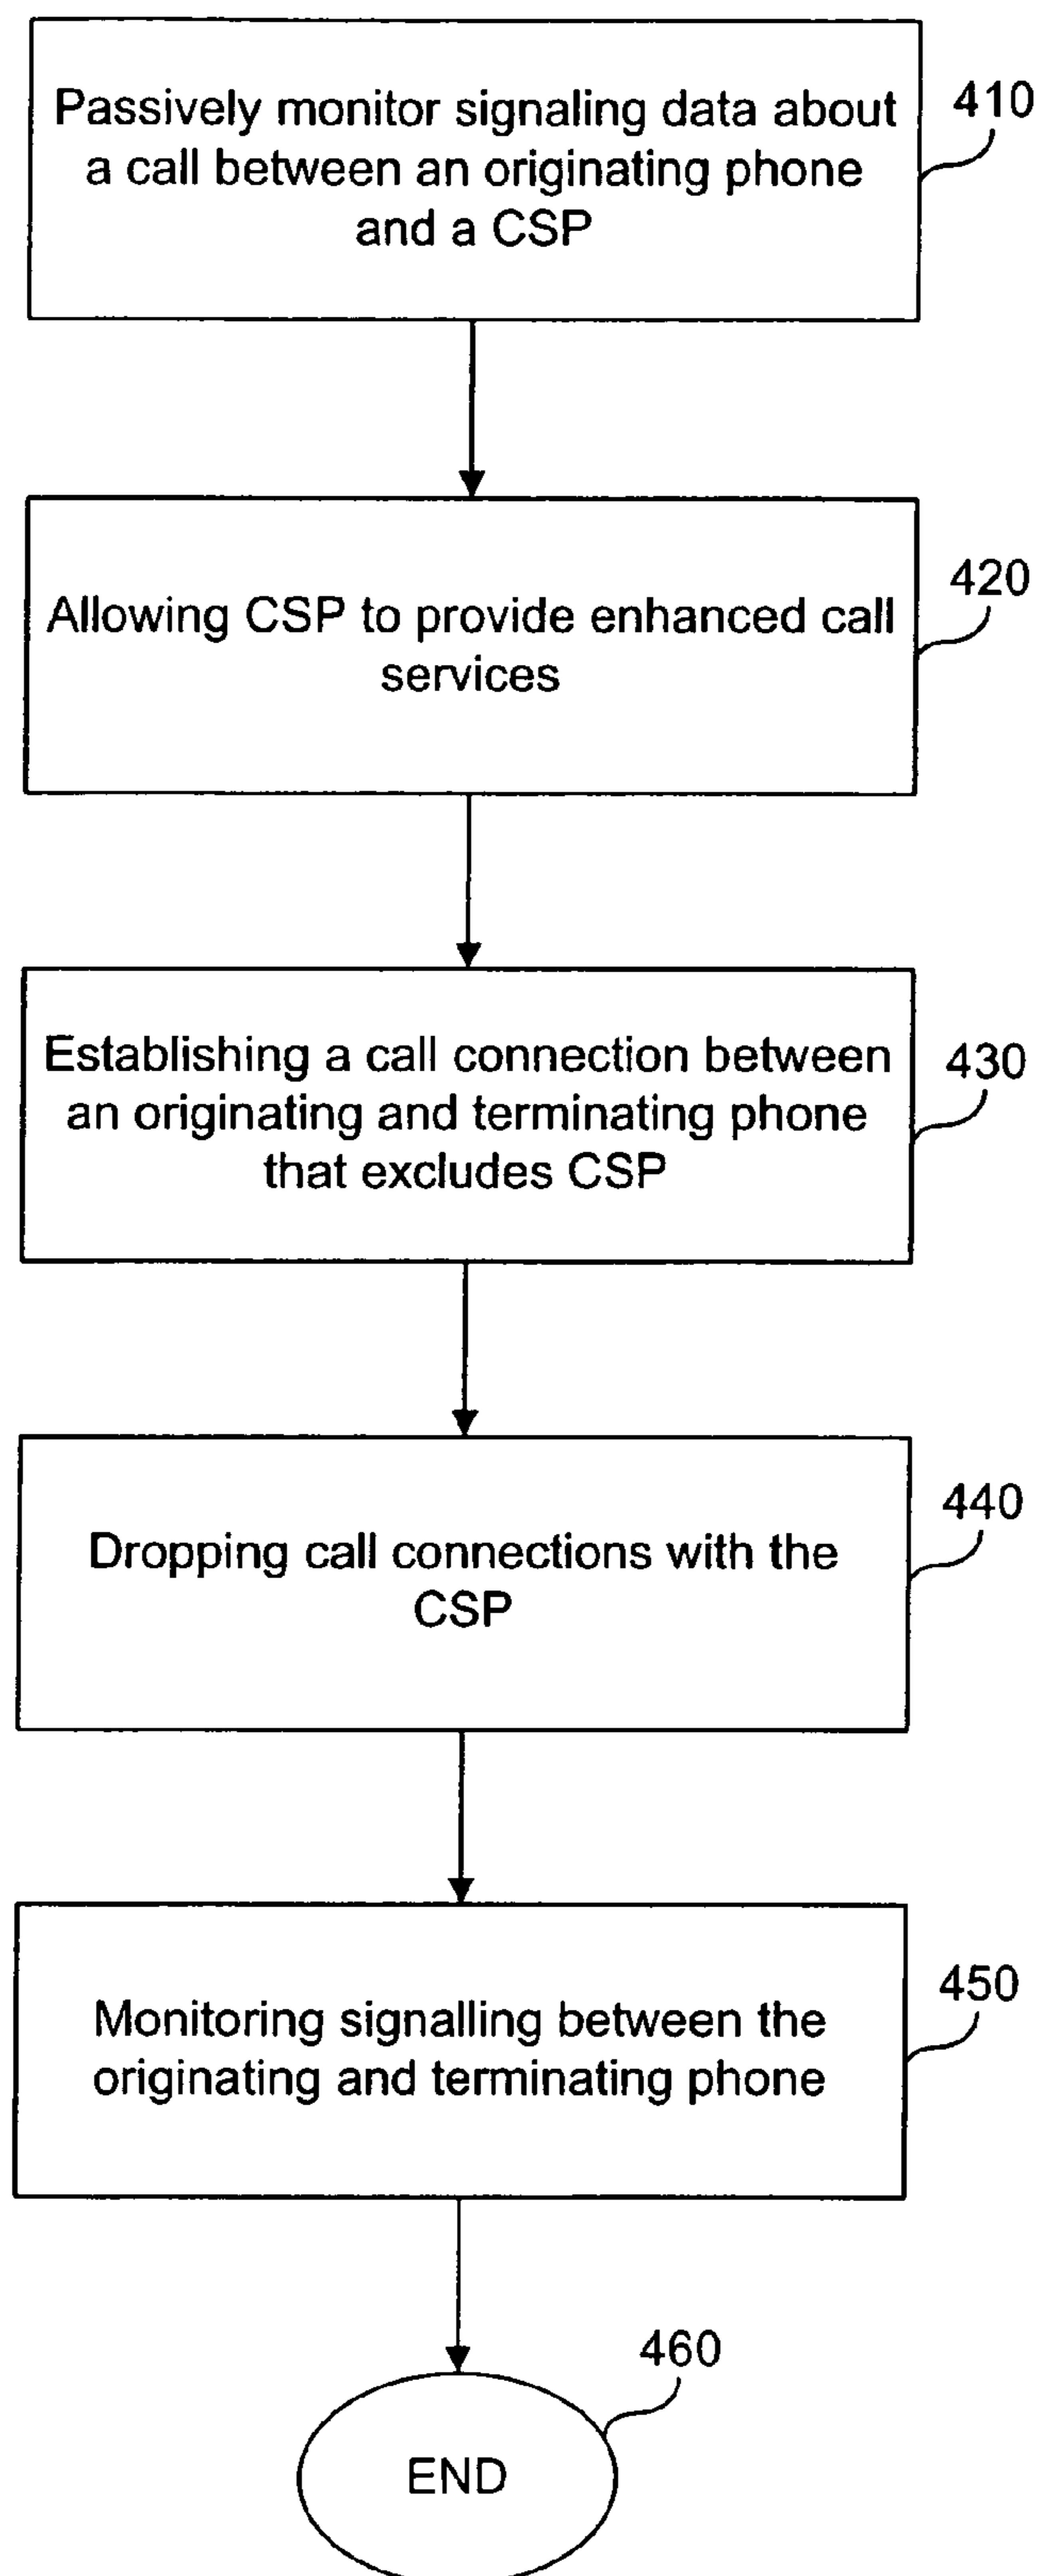 Passively monitor signaling data about
a call between an originating phone
and a CSP
410
Allowing CSP to provide enhanced call
services
420
Establishing a call connection between
an originating and terminating phone
that excludes CSP
430
Dropping call connections with the
CSP
440
Monitoring signalling between the
originating and terminating phone
450
460
END